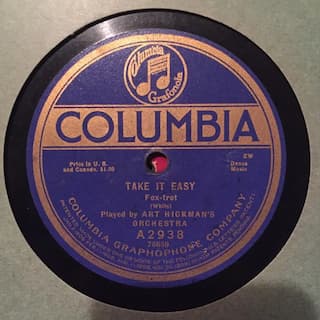 Columbia
Grafonola
COLUMBIA
Price in U. S.
and Canada, $1.00
EW
Dance
Music
TAKE IT EASY
Fox-trot
(White)
Played by ART HICKMAN'S
ORCHESTRA
A2938
78659
COLUMBIA GRAPHOPHONE COMPANY